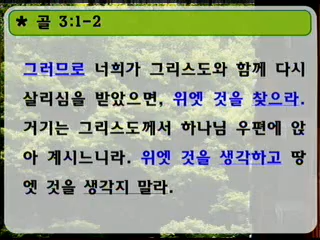 * 골 3:1-2
그러므로 너희가 그리스도와 함께 다시
살리심을 받았으면, 위엣 것을 찾으라.
거기는 그리스도께서 하나님 우편에 앉
아 계시느니라. 위엣 것을 생각하고 땅
엣 것을 생각지 말라.